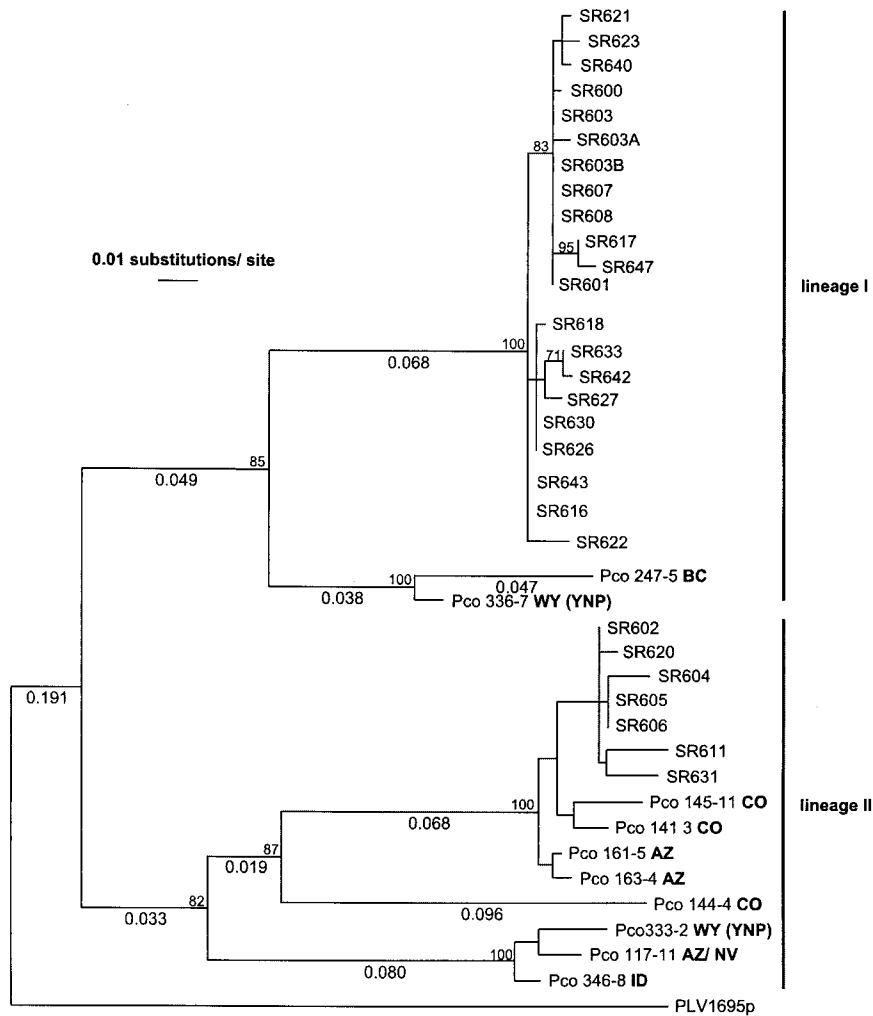 SR621
SR623
SR640
SR600
SR603
83
SR603A
SR603B
SR607
SR608
95
SR617
SR647
SR601
0.01 substitutions/ site
lineage I
SR618
100
SR633
71
0.068
SR642
SR627
SR630
SR626
85
0.049
SR643
SR616
SR622
100
Pco 247-5 BC
0.047
0.038
Pco 336-7 WY (YNP)
SR602
SR620
SR604
0.191
SR605
SR606
SR611
SR631
100
Pco 145-11 CO
lineage II
0.068
Pco 141 3 CO
87
Pco 161-5 AZ
0.019
Pco 163-4 AZ
82
Pco 144-4 CO
0.033
0.096
Pco333-2 WY (YNP)
100
Pco 117-11 AZ/ NV
0.080
Pco 346-8 ID
PLV1695p